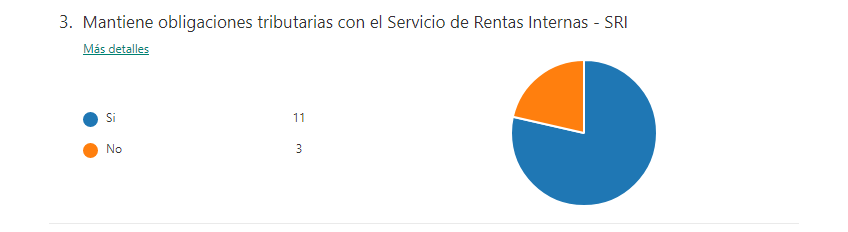 3. Mantiene obligaciones tributarias con el Servicio de Rentas Internas - SRI
Más detalles
Si 11
No 3